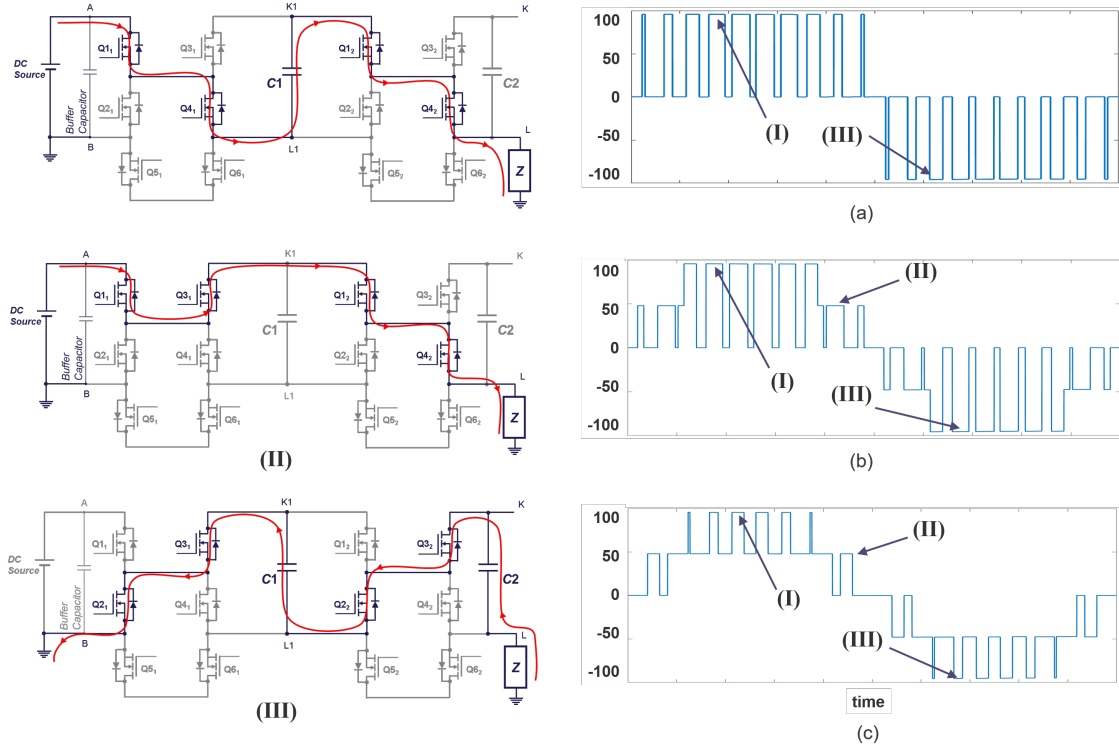 A
K1
K
Q1₁
Q3₁
Q1₂
Q3₂
DC
Source
Buffer
Capacitor
C1
C2
Q2₁
Q4₁
Q2₂
Q4₂
B
L1
L
Q5₁
Q6₁
Q5₂
Q6₂
Z
A
K1
K
Q1₁
Q3₁
Q1₂
Q3₂
DC
Source
Buffer
Capacitor
C1
C2
Q2₁
Q4₁
Q2₂
Q4₂
B
L1
L
Q5₁
Q6₁
Q5₂
Q6₂
Z
(II)
A
K1
K
Q1₁
Q3₁
Q1₂
Q3₂
DC
Source
Buffer
Capacitor
C1
C2
Q2₁
Q4₁
Q2₂
Q4₂
B
L1
L
Q5₁
Q6₁
Q5₂
Q6₂
Z
(III)
100
50
0
-50
-100
(I)
(III)
(a)
100
50
0
-50
-100
(II)
(I)
(III)
(b)
100
50
0
-50
-100
(II)
(I)
(III)
time
(c)